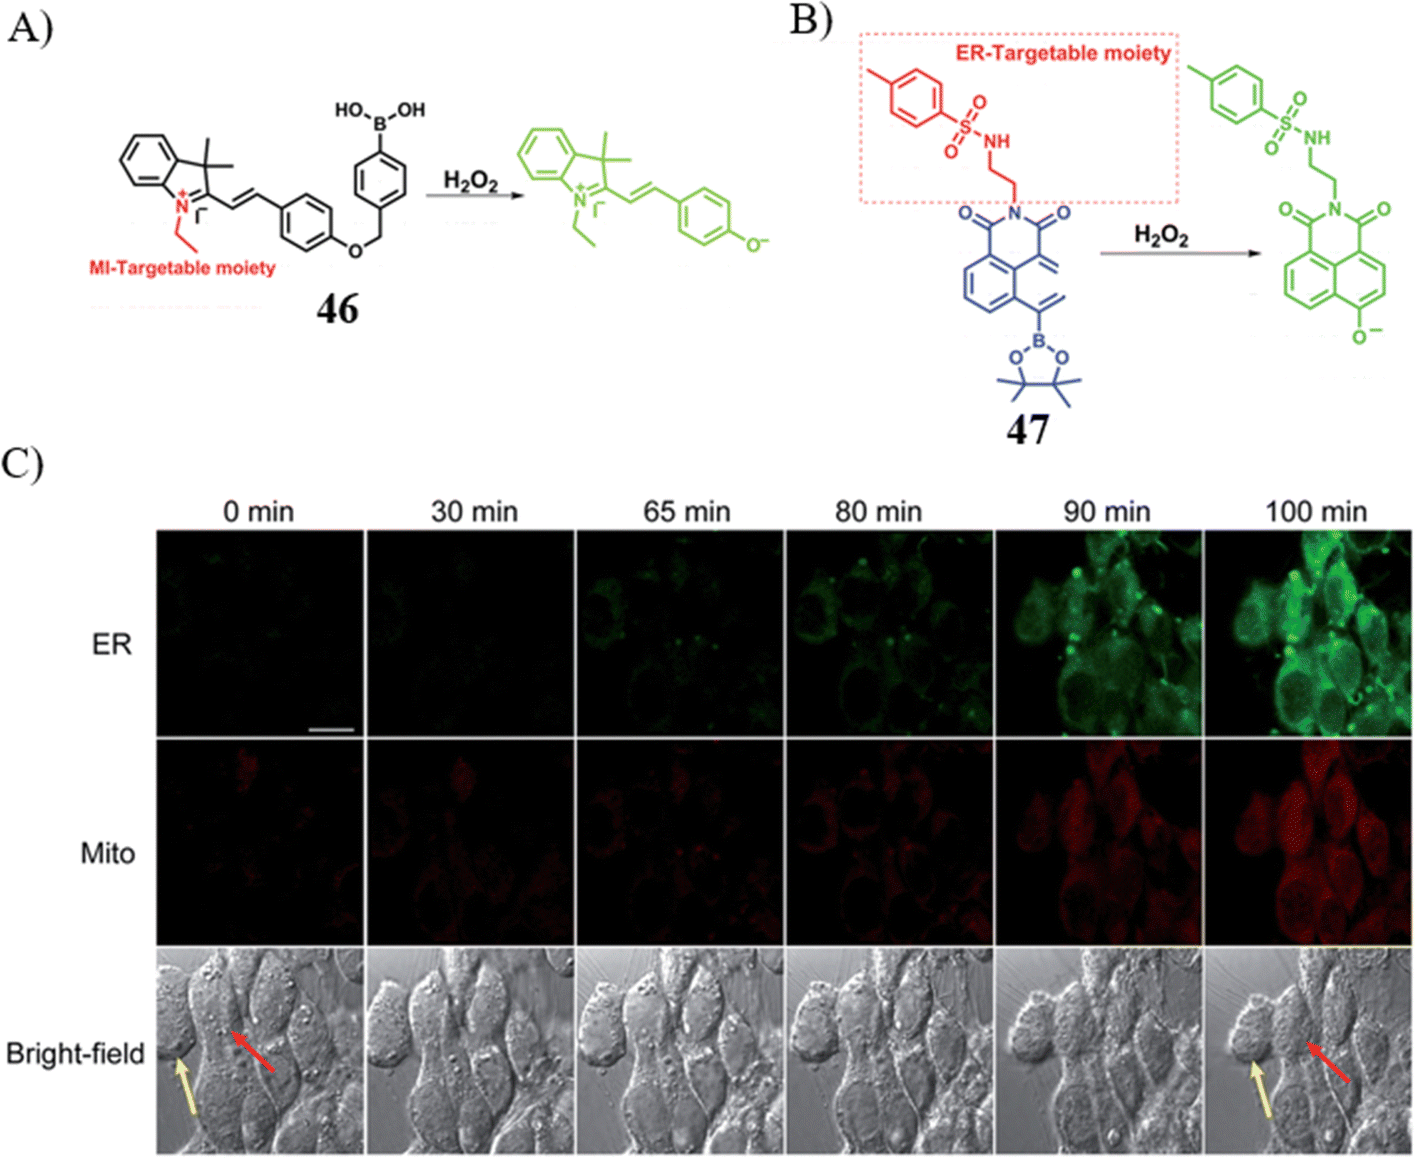 A)
B)
ER-Targetable moiety
HO
OH
B
H₂O₂
N
+
I⁻
O
MI-Targetable moiety
46
N
+
I⁻
O⁻
O
S
O
NH
O
N
O
H₂O₂
B
O
O
47
O
S
O
NH
O
N
O
O⁻
C)
0 min
30 min
65 min
80 min
90 min
100 min
ER
Mito
Bright-field